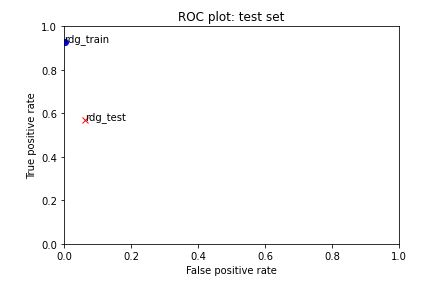 ROC plot: test set
1.0
rdg_train
0.8
0.6
rdg_test
0.4
0.2
0.0
True positive rate
0.0 0.2 0.4 0.6 0.8 1.0
False positive rate